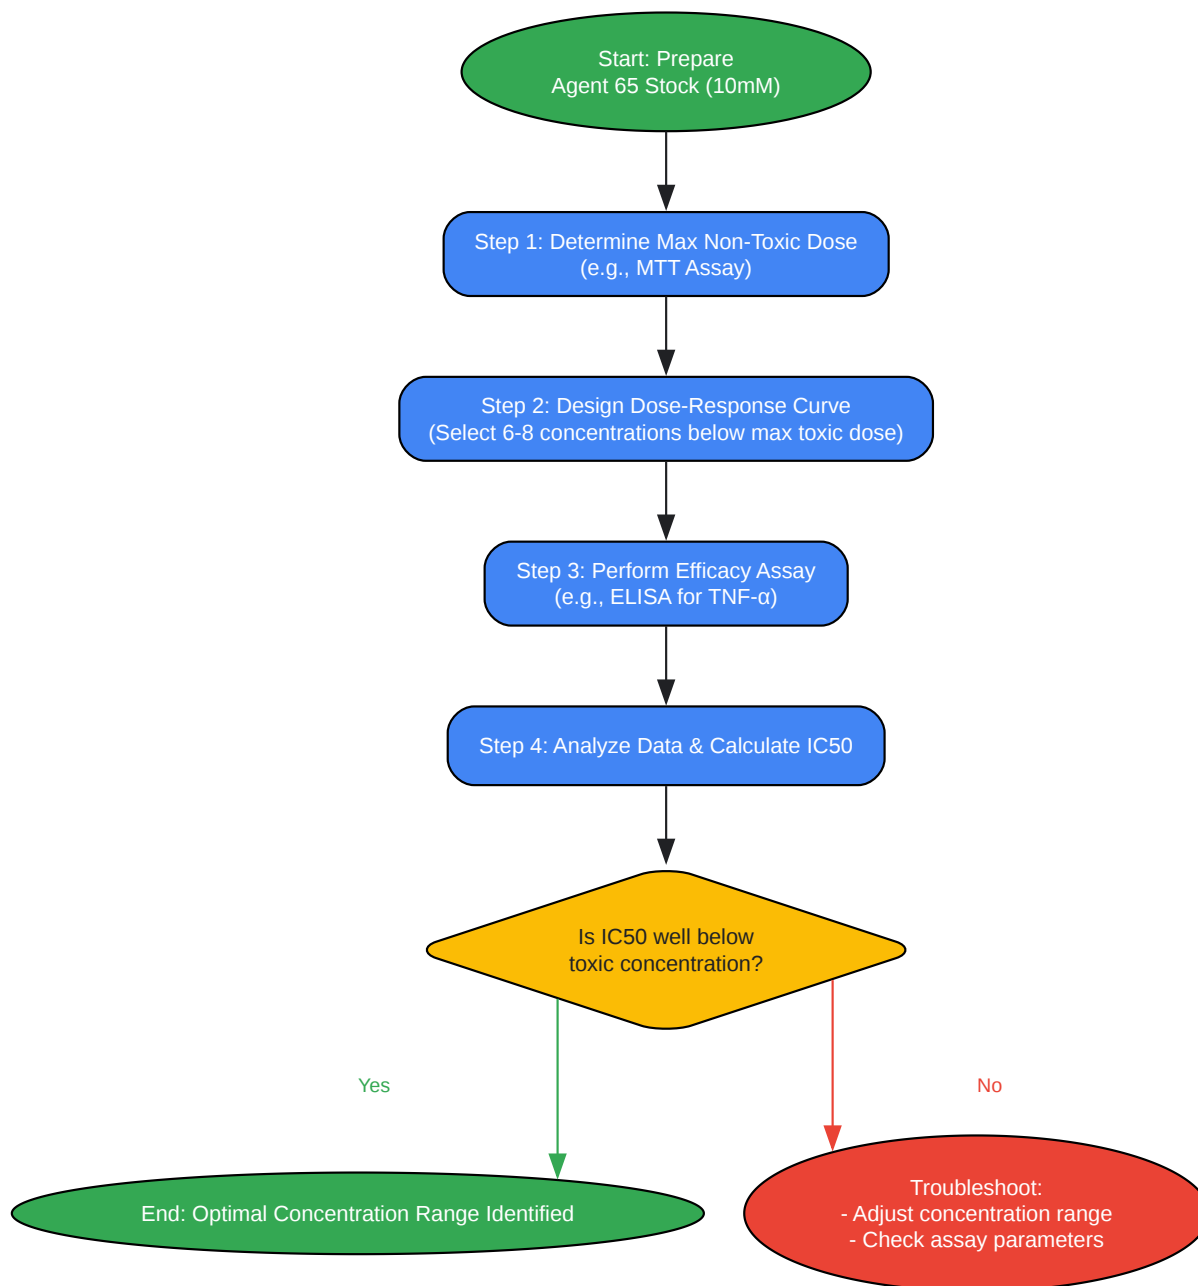 Start: Prepare
Agent 65 Stock (10mM)
Step 1: Determine Max Non-Toxic Dose
(e.g., MTT Assay)
Step 2: Design Dose-Response Curve
(Select 6-8 concentrations below max toxic dose)
Step 3: Perform Efficacy Assay
(e.g., ELISA for TNF-α)
Step 4: Analyze Data & Calculate IC50
Is IC50 well below
toxic concentration?
Yes
No
End: Optimal Concentration Range Identified
Troubleshoot:
- Adjust concentration range
- Check assay parameters